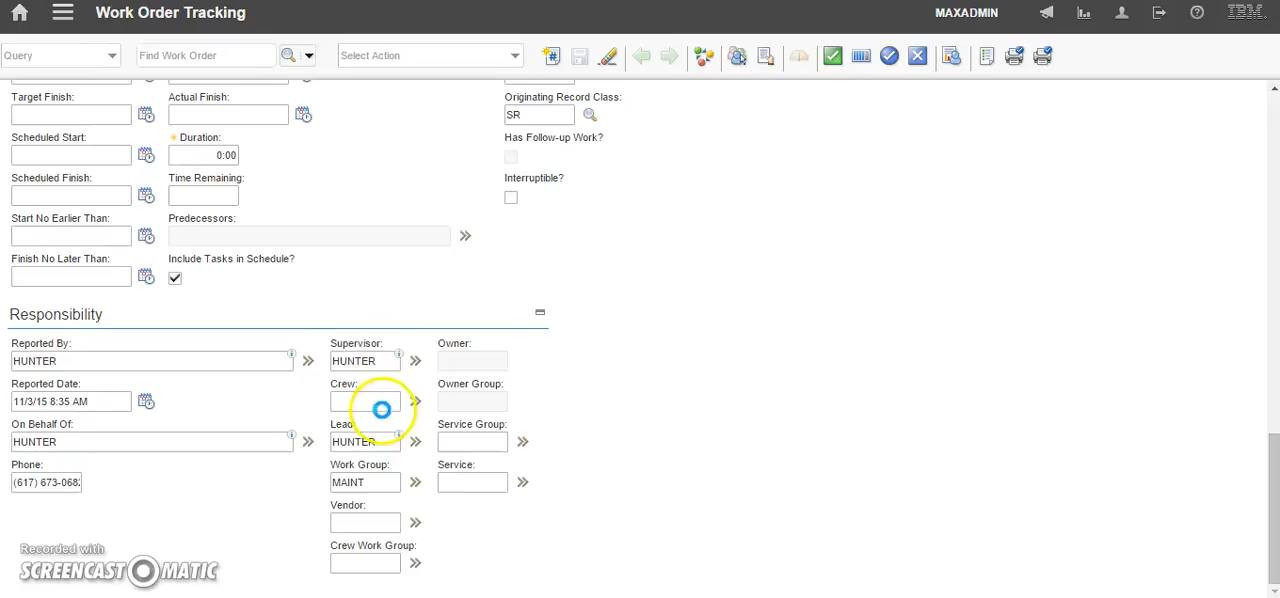 Work Order Tracking
MAXADMIN
IBM.
Query
Find Work Order
Select Action
Target Finish:
Actual Finish:
Originating Record Class:
SR
Scheduled Start:
Duration:
Has Follow-up Work?
0:00
Scheduled Finish:
Time Remaining:
Interruptible?
Start No Earlier Than:
Predecessors:
Finish No Later Than:
Include Tasks in Schedule?
Responsibility
Reported By:
Supervisor:
Owner:
HUNTER
HUNTER
Reported Date:
Crew:
Owner Group:
11/3/15 8:35 AM
On Behalf Of:
Lead
Service Group:
HUNTER
HUNTER
Phone:
Work Group:
Service:
(617) 673-068
MAINT
Vendor:
Crew Work Group:
Recorded with
SCREENCAST-O-MATIC